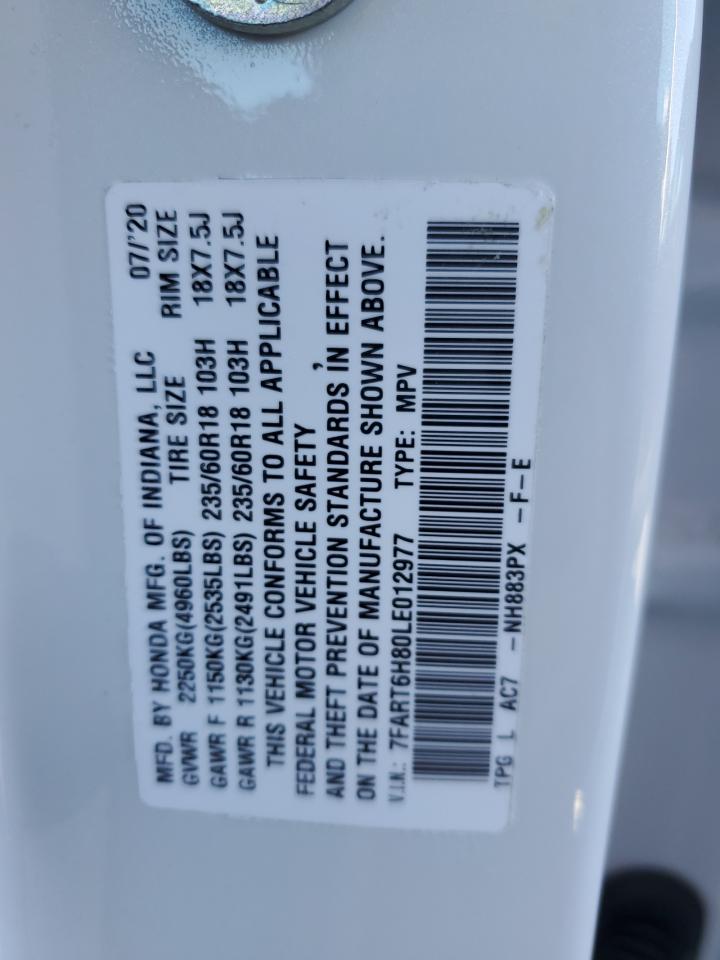 MFD. BY HONDA MFG. OF INDIANA, LLC 07/'20
GVWR 2250KG(4960LBS) TIRE SIZE RIM SIZE
GAWR F 1150KG(2535LBS) 235/60R18 103H 18X7.5J
GAWR R 1130KG(2491LBS) 235/60R18 103H 18X7.5J
THIS VEHICLE CONFORMS TO ALL APPLICABLE
FEDERAL MOTOR VEHICLE SAFETY ,
AND THEFT PREVENTION STANDARDS IN EFFECT
ON THE DATE OF MANUFACTURE SHOWN ABOVE.
V.I.N.: 7FART6H80LE012977 TYPE: MPV
TPG L AC7 -NH883PX -F-E